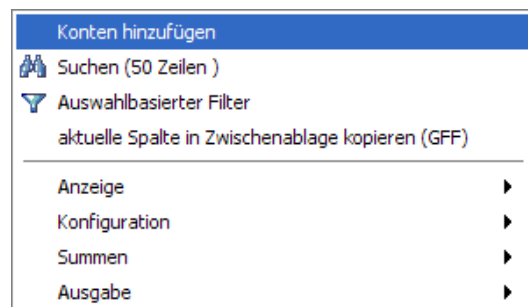 Konten hinzufügen
Suchen (50 Zeilen )
Auswahlbasierter Filter
aktuelle Spalte in Zwischenablage kopieren (GFF)
Anzeige
Konfiguration
Summen
Ausgabe